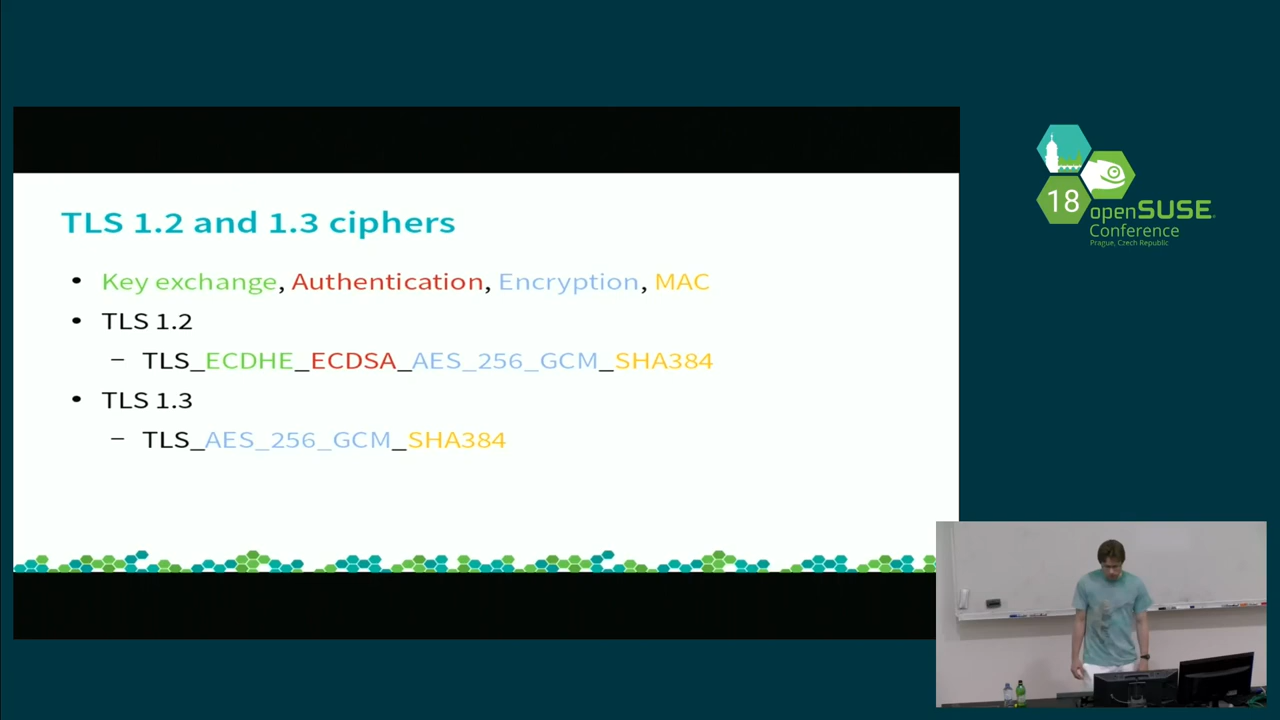 TLS 1.2 and 1.3 ciphers
• Key exchange, Authentication, Encryption, MAC
• TLS 1.2
– TLS_ECDHE_ECDSA_AES_256_GCM_SHA384
• TLS 1.3
– TLS_AES_256_GCM_SHA384
18
openSUSE
Conference
Prague, Czech Republic